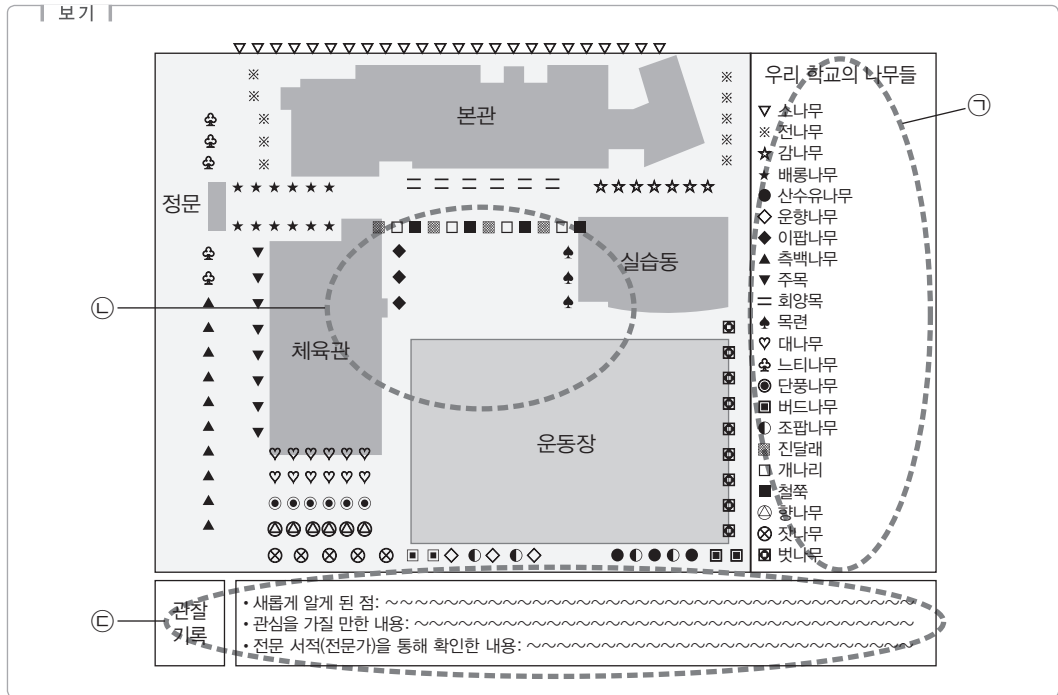 보기
본관
정문
실습동
체육관
운동장
우리 학교의 나무들
▽ 소나무
※ 전나무
☆ 감나무
★ 배롱나무
● 산수유나무
◇ 운향나무
◆ 이팝나무
▲ 측백나무
▼ 주목
= 회양목
♠ 목련
♡ 대나무
♧ 느티나무
◉ 단풍나무
▣ 버드나무
◐ 조팝나무
▩ 진달래
□ 개나리
■ 철쭉
향나무
⊗ 잣나무
벗나무
㉠
㉡
㉢
관찰
기록
• 새롭게 알게 된 점:
• 관심을 가질 만한 내용:
• 전문 서적(전문가)을 통해 확인한 내용: